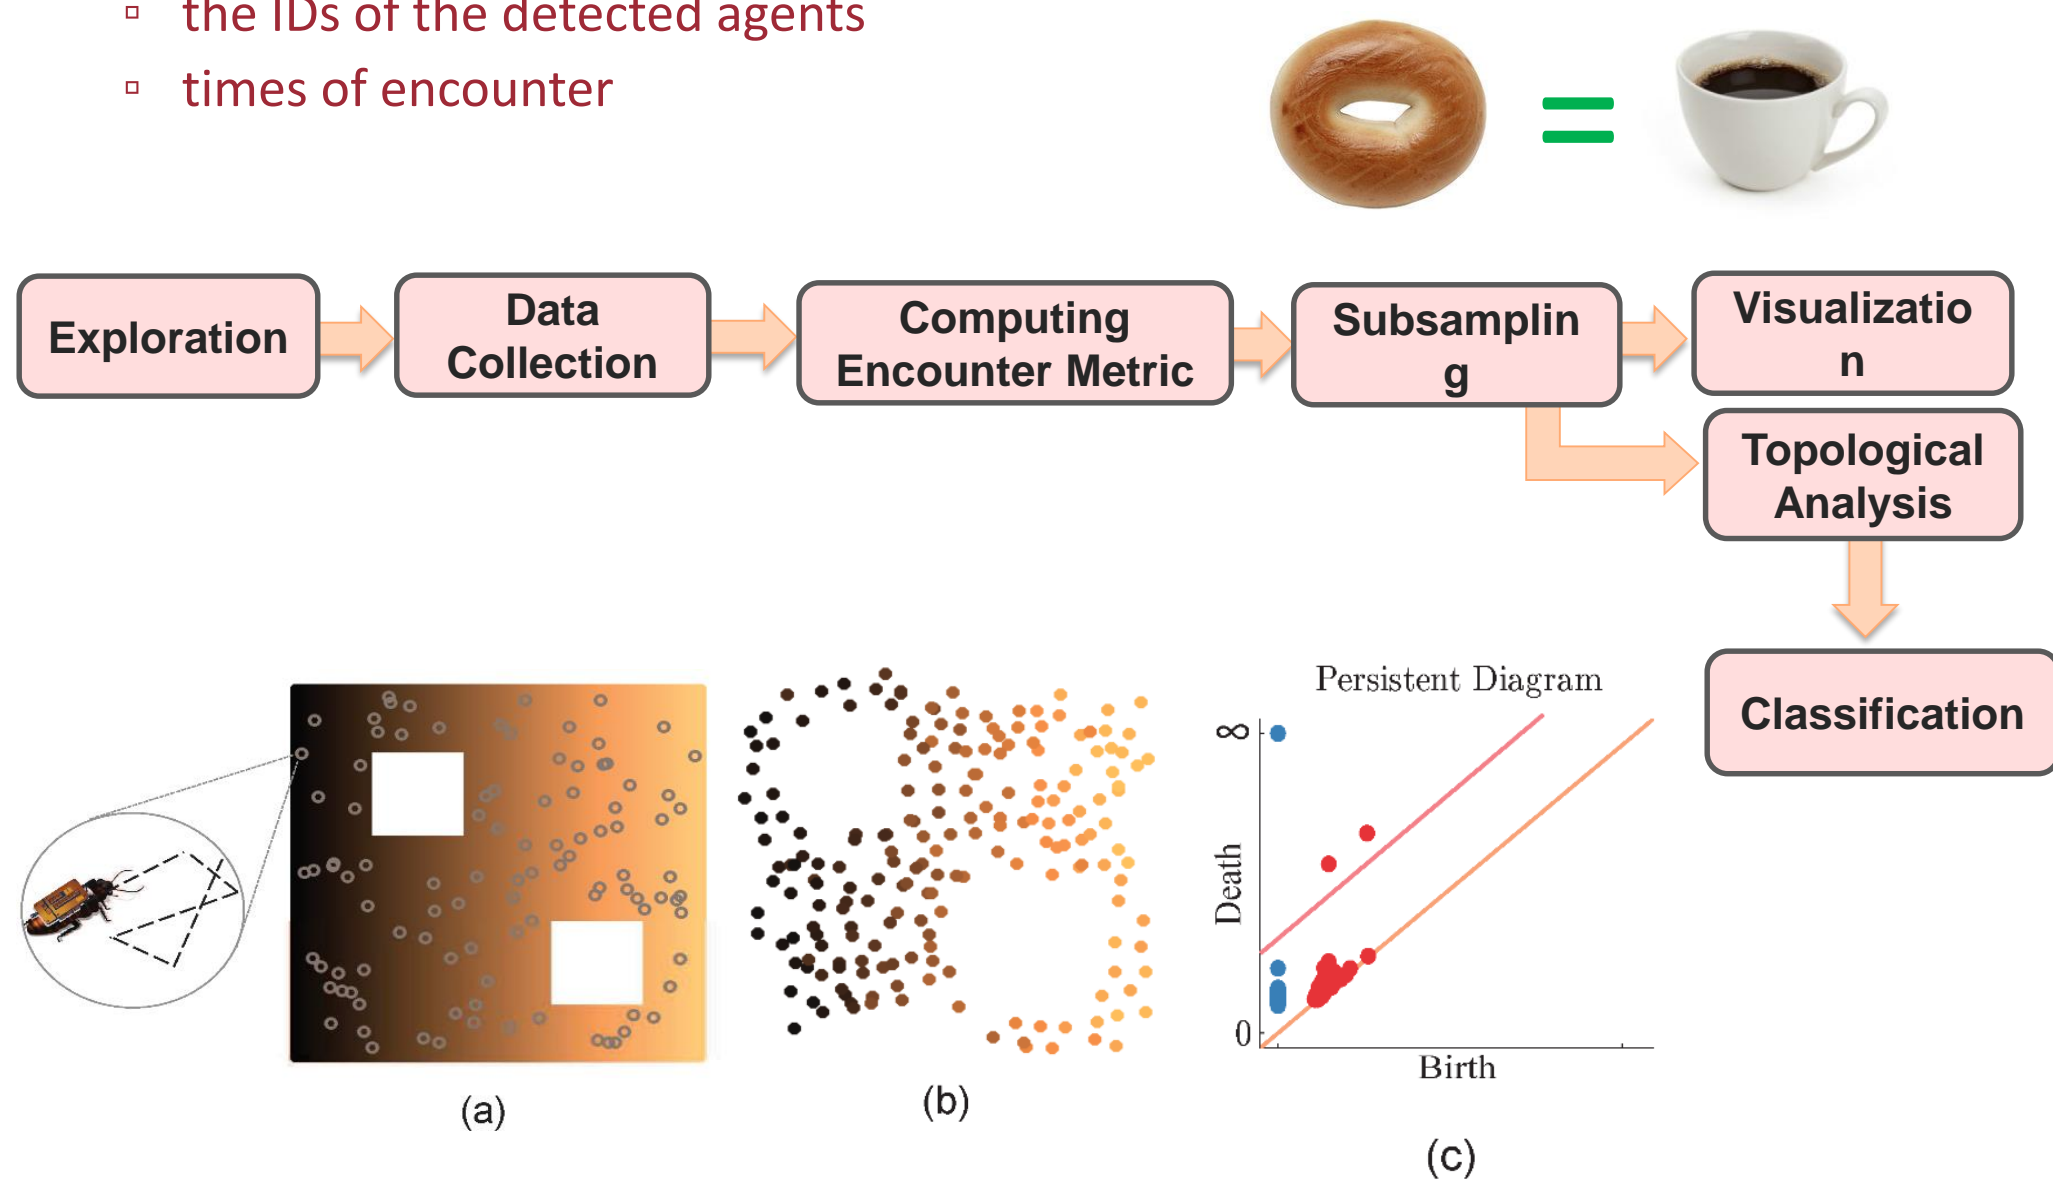 ▫ the IDs of the detected agents
▫ times of encounter
=
Exploration
Data
Collection
Computing
Encounter Metric
Subsamplin
g
Visualizatio
n
Topological
Analysis
Classification
Persistent Diagram
∞
Death
0
Birth
(a)
(b)
(c)